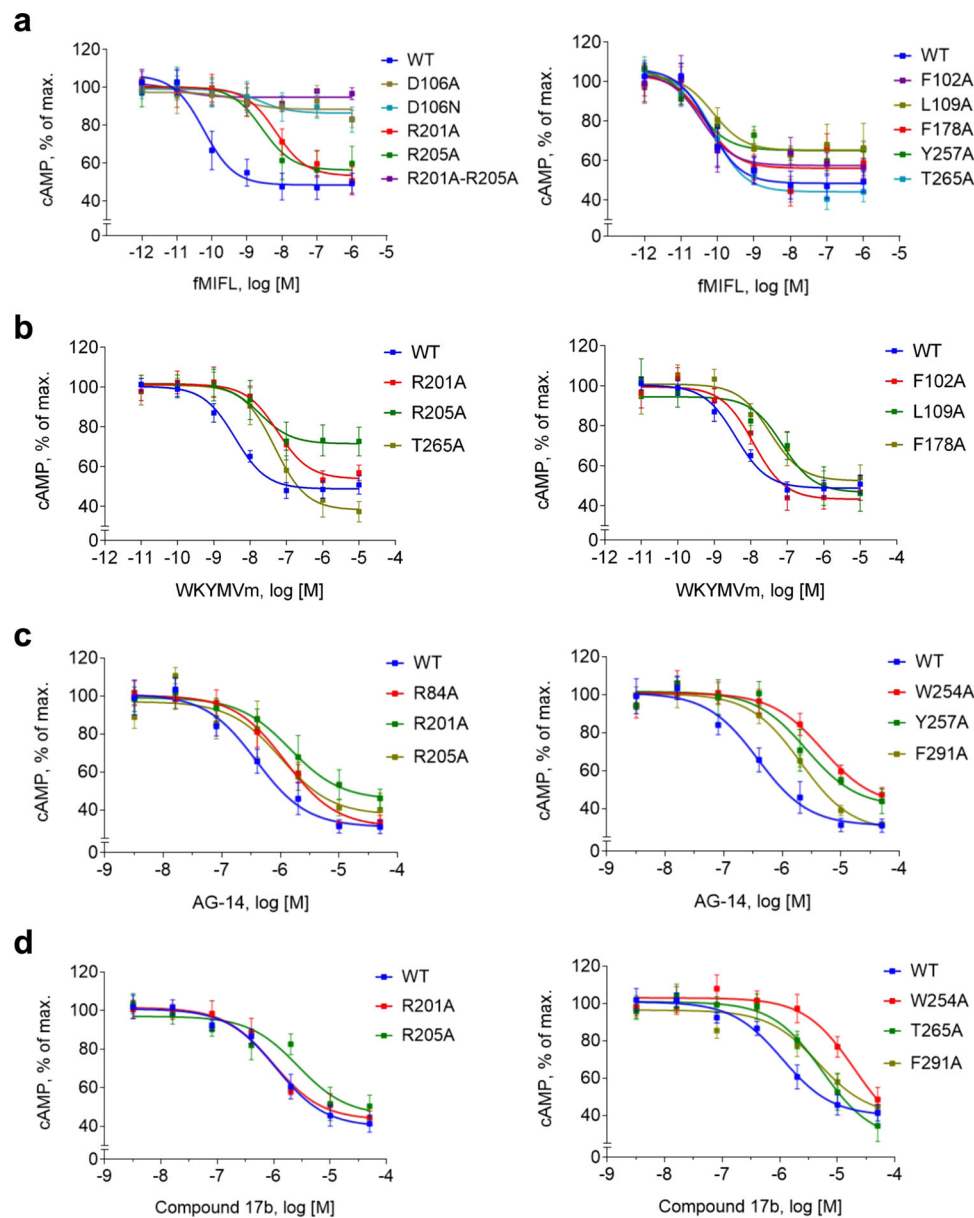 a
cAMP, % of max.
120
100
80
60
40
0
-12 -11 -10 -9 -8 -7 -6 -5
fMIFL, log [M]
WT
D106A
D106N
R201A
R205A
R201A-R205A
cAMP, % of max.
120
100
80
60
40
0
-12 -11 -10 -9 -8 -7 -6 -5
fMIFL, log [M]
WT
F102A
L109A
F178A
Y257A
T265A
b
cAMP, % of max.
120
100
80
60
40
0
-12 -11 -10 -9 -8 -7 -6 -5 -4
WKYMVm, log [M]
WT
R201A
R205A
T265A
cAMP, % of max.
120
100
80
60
40
0
-12 -11 -10 -9 -8 -7 -6 -5 -4
WKYMVm, log [M]
WT
F102A
L109A
F178A
c
cAMP, % of max.
120
100
80
60
40
0
-9 -8 -7 -6 -5 -4
AG-14, log [M]
WT
R84A
R201A
R205A
cAMP, % of max.
120
100
80
60
40
0
-9 -8 -7 -6 -5 -4
AG-14, log [M]
WT
W254A
Y257A
F291A
d
cAMP, % of max.
120
100
80
60
40
0
-9 -8 -7 -6 -5 -4
Compound 17b, log [M]
WT
R201A
R205A
cAMP, % of max.
120
100
80
60
40
0
-9 -8 -7 -6 -5 -4
Compound 17b, log [M]
WT
W254A
T265A
F291A